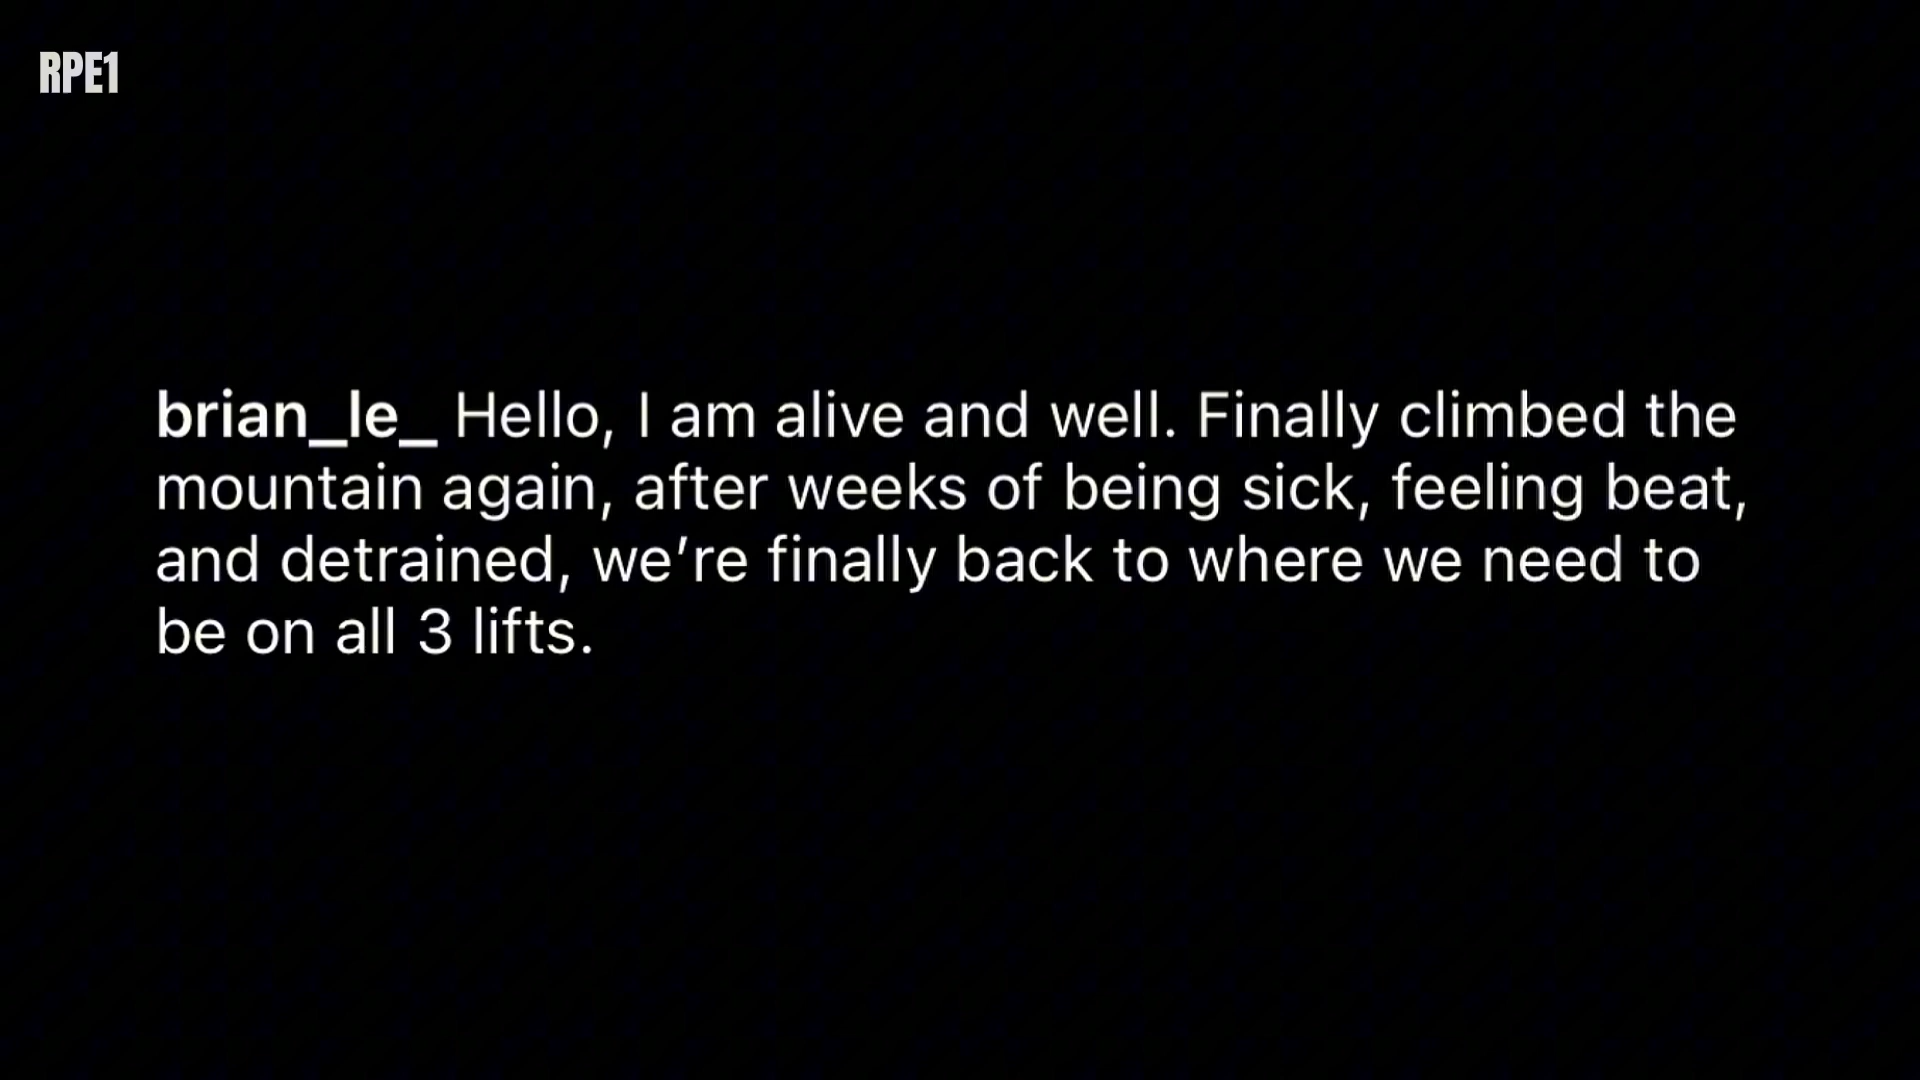 RPE1
brian_le_ Hello, I am alive and well. Finally climbed the
mountain again, after weeks of being sick, feeling beat,
and detrained, we’re finally back to where we need to
be on all 3 lifts.